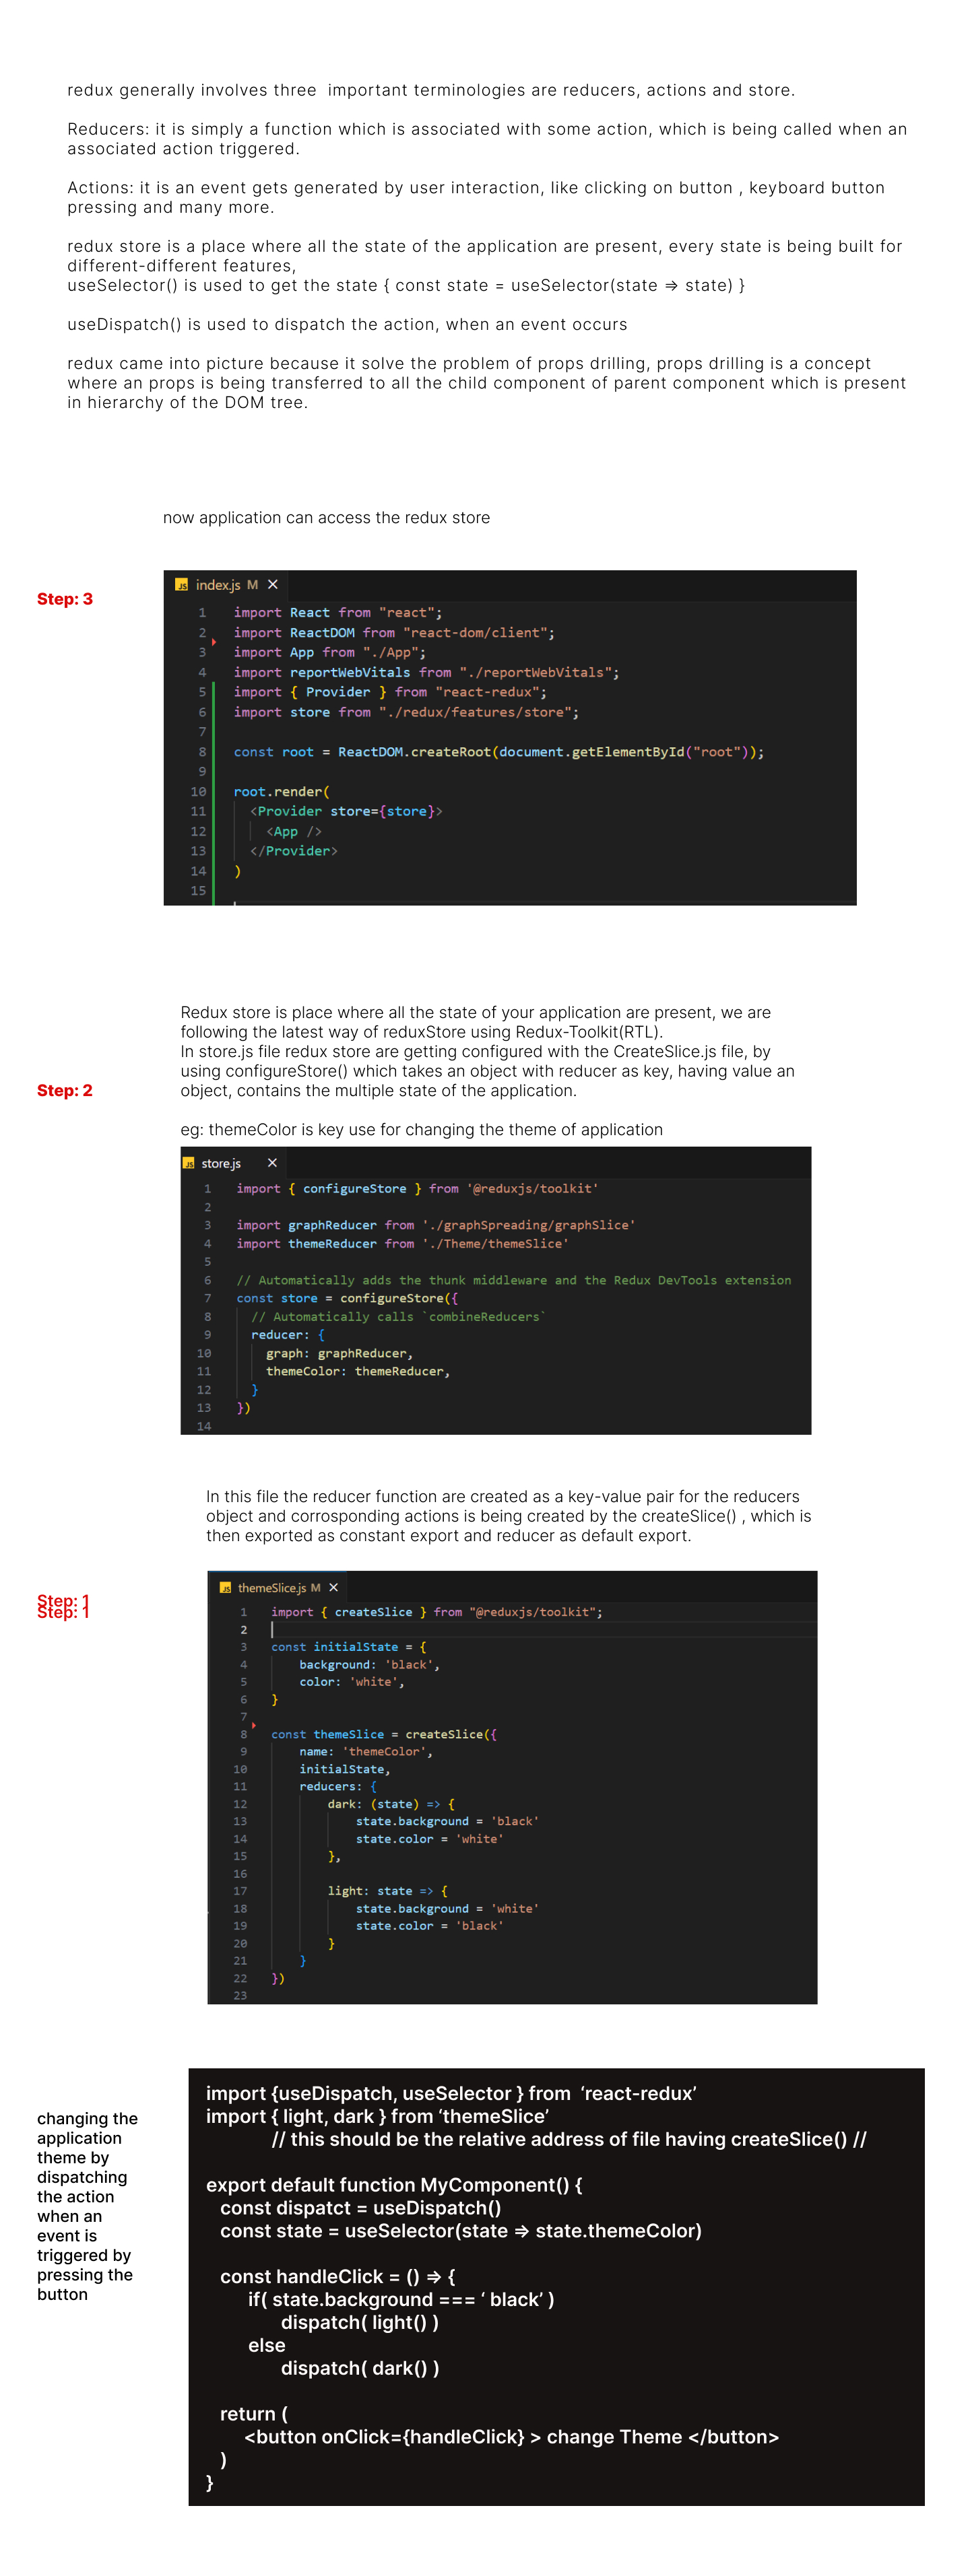 redux generally involves three  important terminologies are reducers, actions and store.
Reducers: it is simply a function which is associated with some action, which is being called when an
associated action triggered.
Actions: it is an event gets generated by user interaction, like clicking on button , keyboard button
pressing and many more.
redux store is a place where all the state of the application are present, every state is being built for
different-different features,
useSelector() is used to get the state { const state = useSelector(state => state) }
useDispatch() is used to dispatch the action, when an event occurs
redux came into picture because it solve the problem of props drilling, props drilling is a concept
where an props is being transferred to all the child component of parent component which is present
in hierarchy of the DOM tree.
now application can access the redux store
Step: 3
JS index.js M ×
1 import React from "react";
2 import ReactDOM from "react-dom/client";
3 import App from "./App";
4 import reportWebVitals from "./reportWebVitals";
5 import { Provider } from "react-redux";
6 import store from "./redux/features/store";
7
8 const root = ReactDOM.createRoot(document.getElementById("root"));
9
10 root.render(
11 <Provider store={store}>
12 <App />
13 </Provider>
14 )
15
Redux store is place where all the state of your application are present, we are
following the latest way of reduxStore using Redux-Toolkit(RTL).
In store.js file redux store are getting configured with the CreateSlice.js file, by
using configureStore() which takes an object with reducer as key, having value an
object, contains the multiple state of the application.
Step: 2
eg: themeColor is key use for changing the theme of application
JS store.js ×
1 import { configureStore } from '@reduxjs/toolkit'
2
3 import graphReducer from './graphSpreading/graphSlice'
4 import themeReducer from './Theme/themeSlice'
5
6 // Automatically adds the thunk middleware and the Redux DevTools extension
7 const store = configureStore({
8 // Automatically calls `combineReducers`
9 reducer: {
10 graph: graphReducer,
11 themeColor: themeReducer,
12 }
13 })
14
In this file the reducer function are created as a key-value pair for the reducers
object and corrosponding actions is being created by the createSlice() , which is
then exported as constant export and reducer as default export.
Step: 1
Step: 1
JS themeSlice.js M ×
1 import { createSlice } from "@reduxjs/toolkit";
2
3 const initialState = {
4 background: 'black',
5 color: 'white',
6 }
7
8 const themeSlice = createSlice({
9 name: 'themeColor',
10 initialState,
11 reducers: {
12 dark: (state) => {
13 state.background = 'black'
14 state.color = 'white'
15 },
16
17 light: state => {
18 state.background = 'white'
19 state.color = 'black'
20 }
21 }
22 })
23
changing the
application
theme by
dispatching
the action
when an
event is
triggered by
pressing the
button
import {useDispatch, useSelector } from  ‘react-redux’
import { light, dark } from ‘themeSlice’
// this should be the relative address of file having createSlice() //
export default function MyComponent() {
const dispatct = useDispatch()
const state = useSelector(state => state.themeColor)
const handleClick = () => {
if( state.background === ‘ black’ )
dispatch( light() )
else
dispatch( dark() )
return (
<button onClick={handleClick} > change Theme </button>
)
}